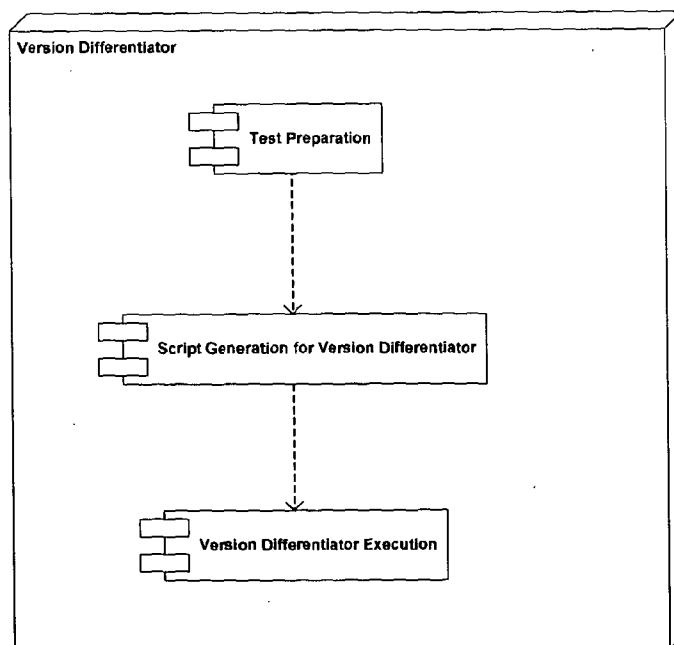 Version Differentiator
Test Preparation
Script Generation for Version Differentiator
Version Differentiator Execution